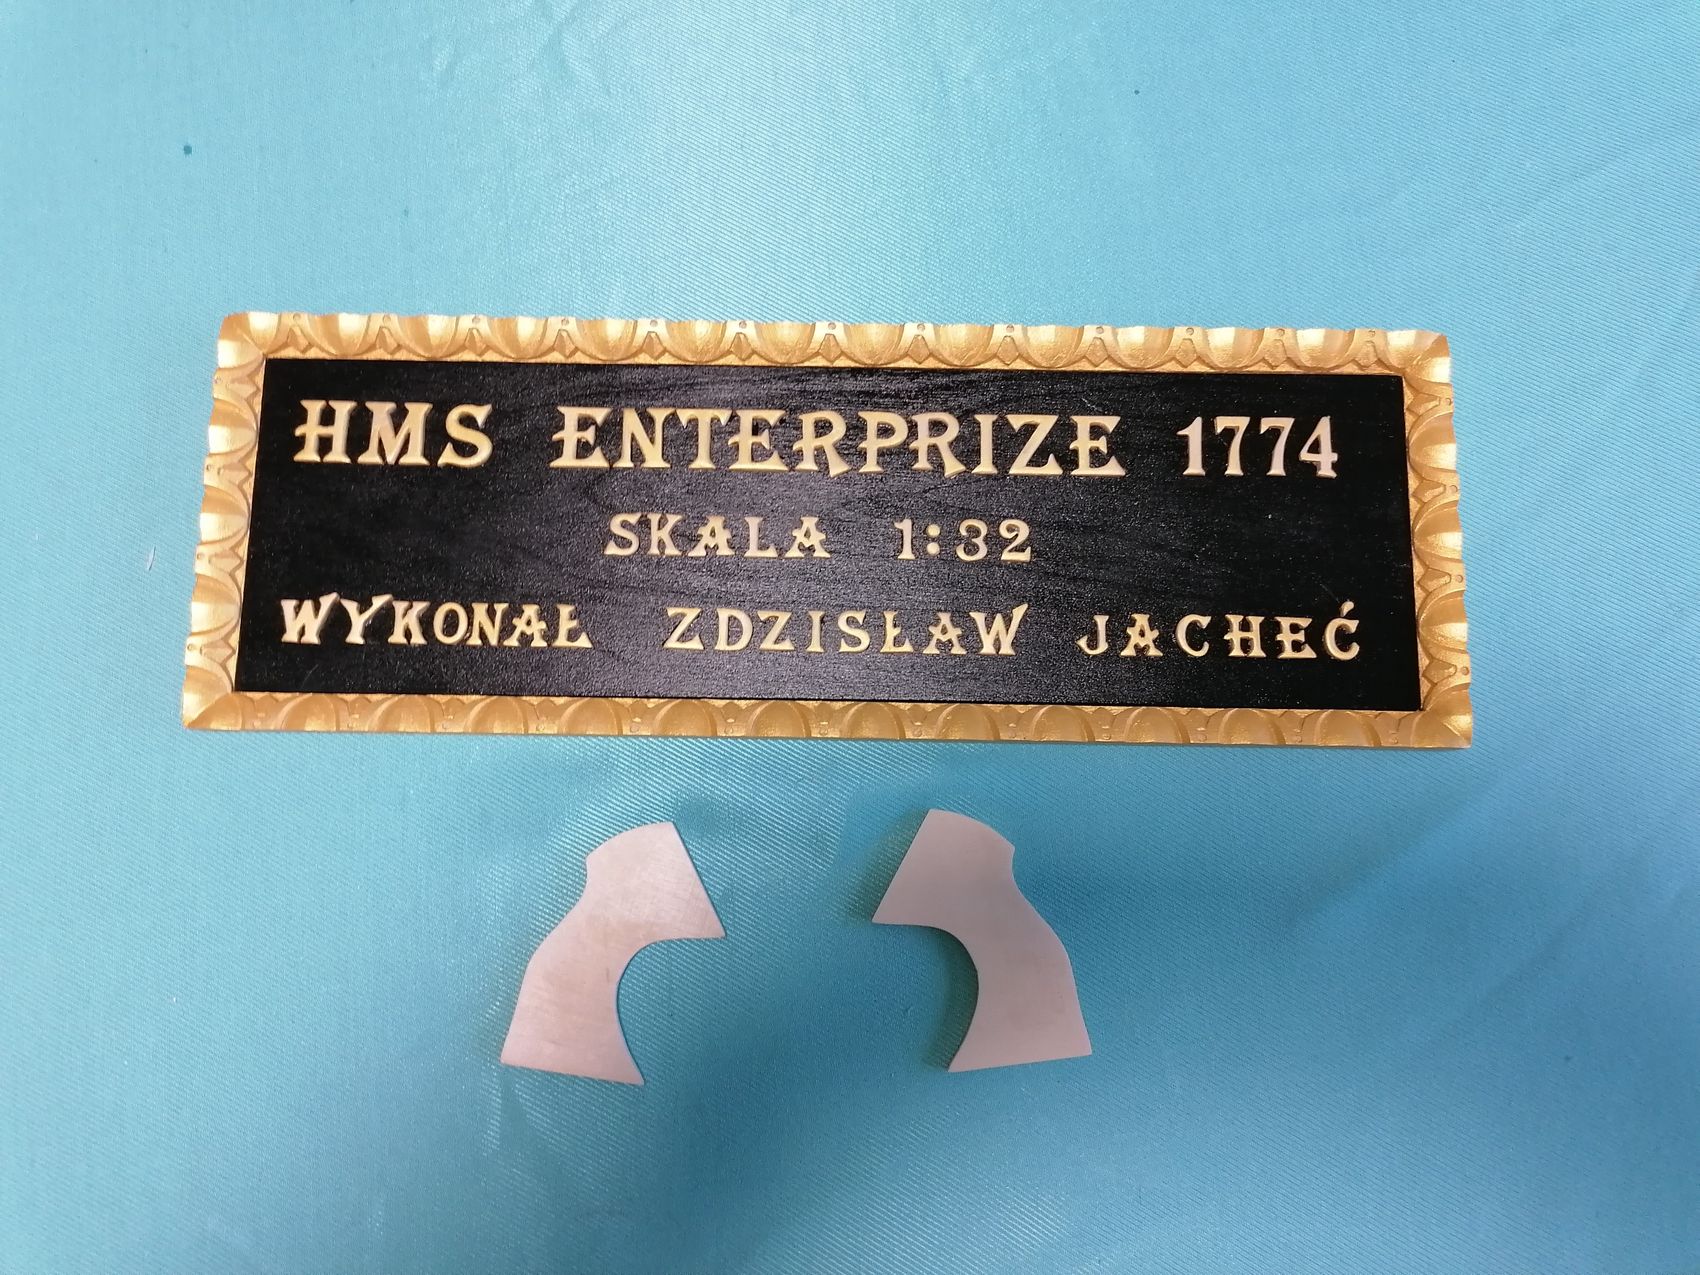 HMS ENTERPRIZE 1774
SKALA 1:32
WYKONAŁ ZDZISŁAW JACHEĆ